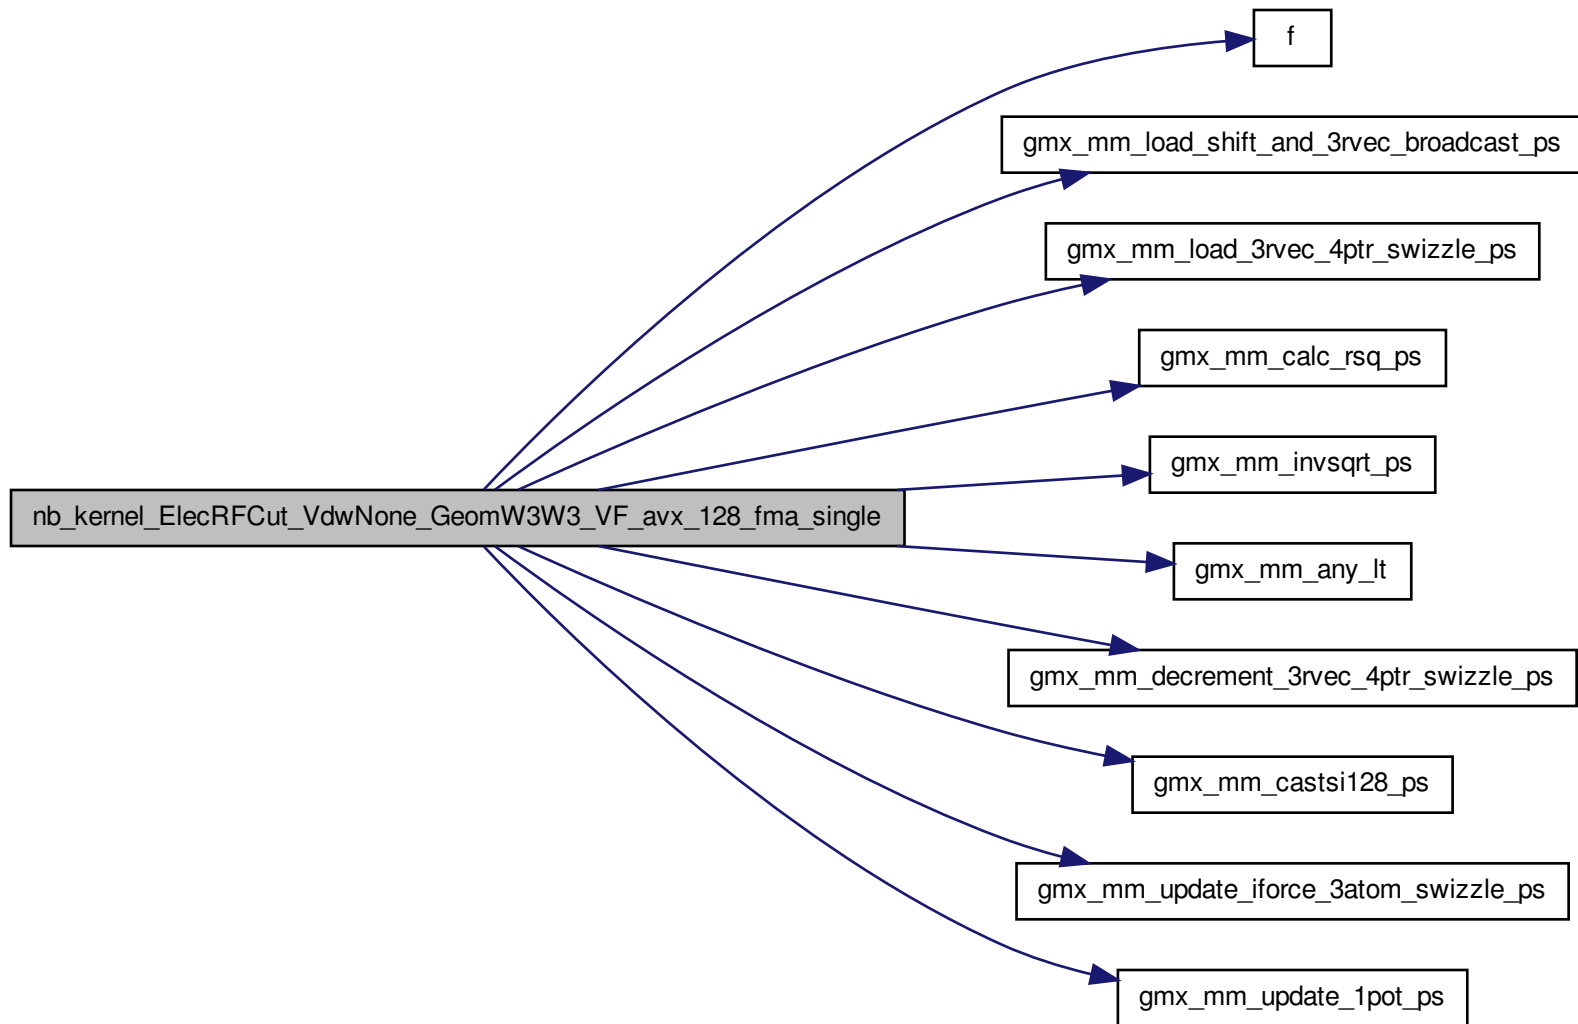 f
gmx_mm_load_shift_and_3rvec_broadcast_ps
gmx_mm_load_3rvec_4ptr_swizzle_ps
gmx_mm_calc_rsq_ps
gmx_mm_invsqrt_ps
nb_kernel_ElecRFCut_VdwNone_GeomW3W3_VF_avx_128_fma_single
gmx_mm_any_lt
gmx_mm_decrement_3rvec_4ptr_swizzle_ps
gmx_mm_castsi128_ps
gmx_mm_update_iforce_3atom_swizzle_ps
gmx_mm_update_1pot_ps